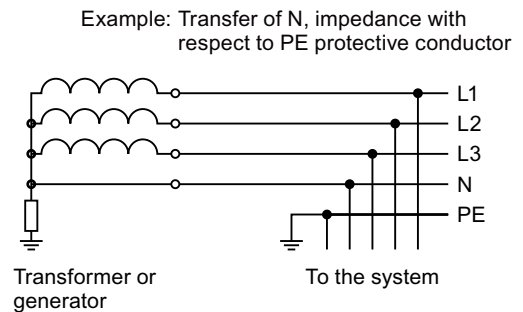 Example: Transfer of N, impedance with
respect to PE protective conductor
L1
L2
L3
N
PE
Transformer or
generator
To the system